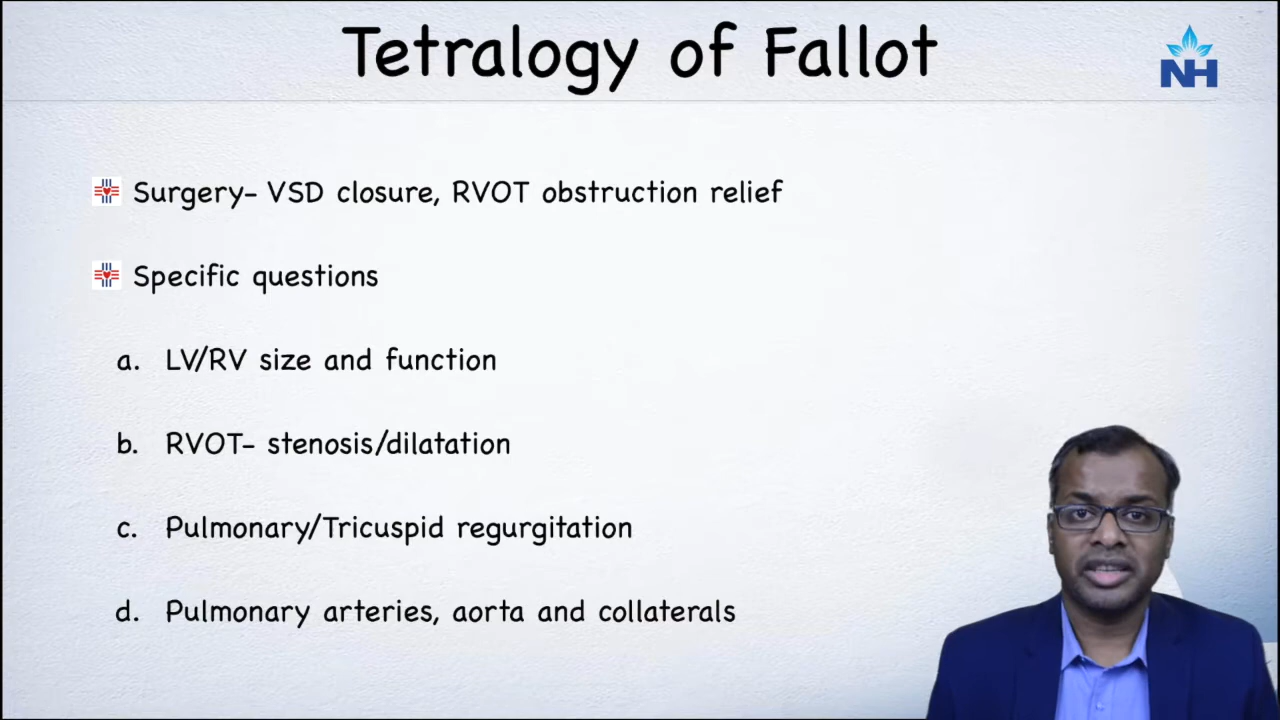 Tetralogy of Fallot
NH
Surgery- VSD closure, RVOT obstruction relief
Specific questions
a. LV/RV size and function
b. RVOT- stenosis/dilatation
c. Pulmonary/Tricuspid regurgitation
d. Pulmonary arteries, aorta and collaterals